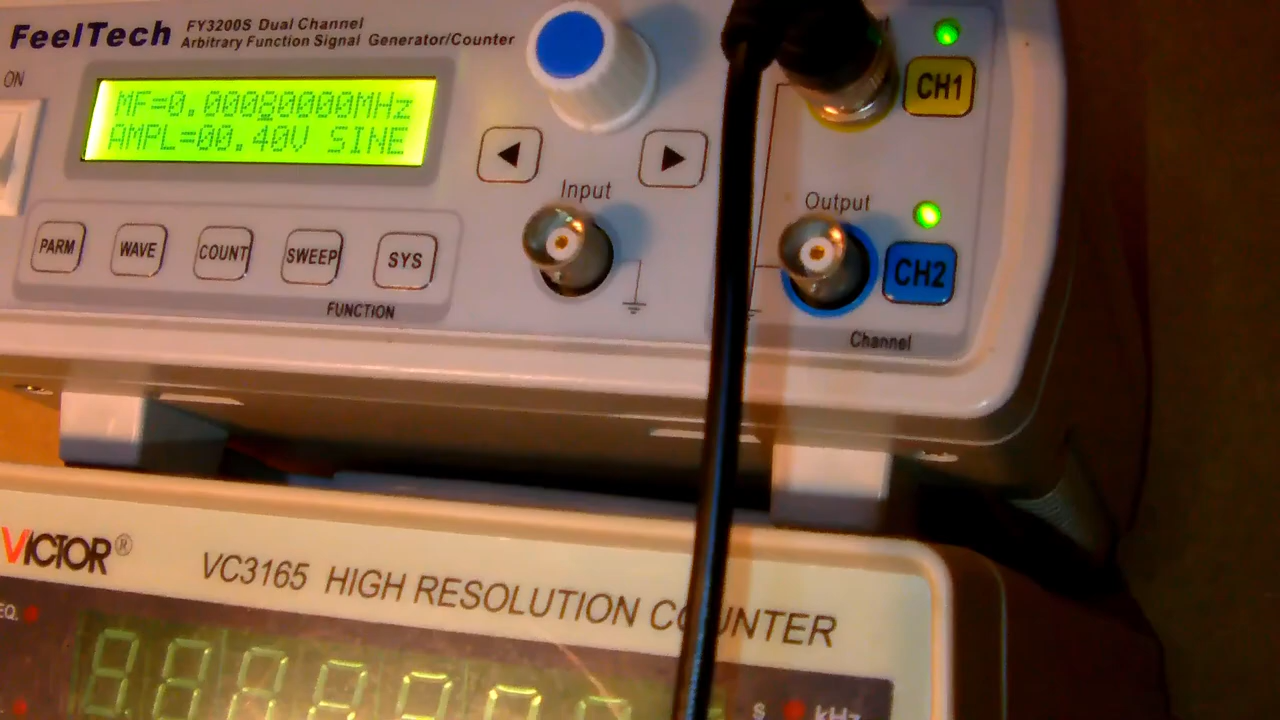 FeelTech
FY3200S Dual Channel
Arbitrary Function Signal Generator/Counter
ON
MF=0.00080000MHz
AMPL=00.40V SINE
CH1
Input
Output
PARM
WAVE
COUNT
SWEEP
SYS
CH2
FUNCTION
Channel
VICTOR®
VC3165 HIGH RESOLUTION COUNTER
S
kHz